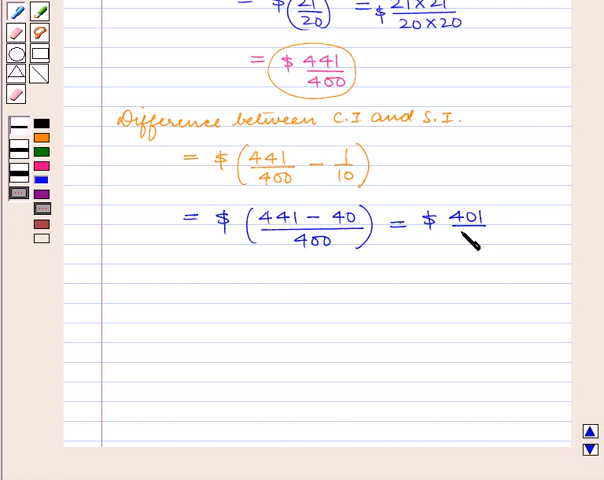 = $ (21/20) = $ 21×21/20×20
= $ 441/400
Difference between C.I and S.I.
= $ (441/400 − 1/10)
= $ (441 − 40/400) = $ 401/